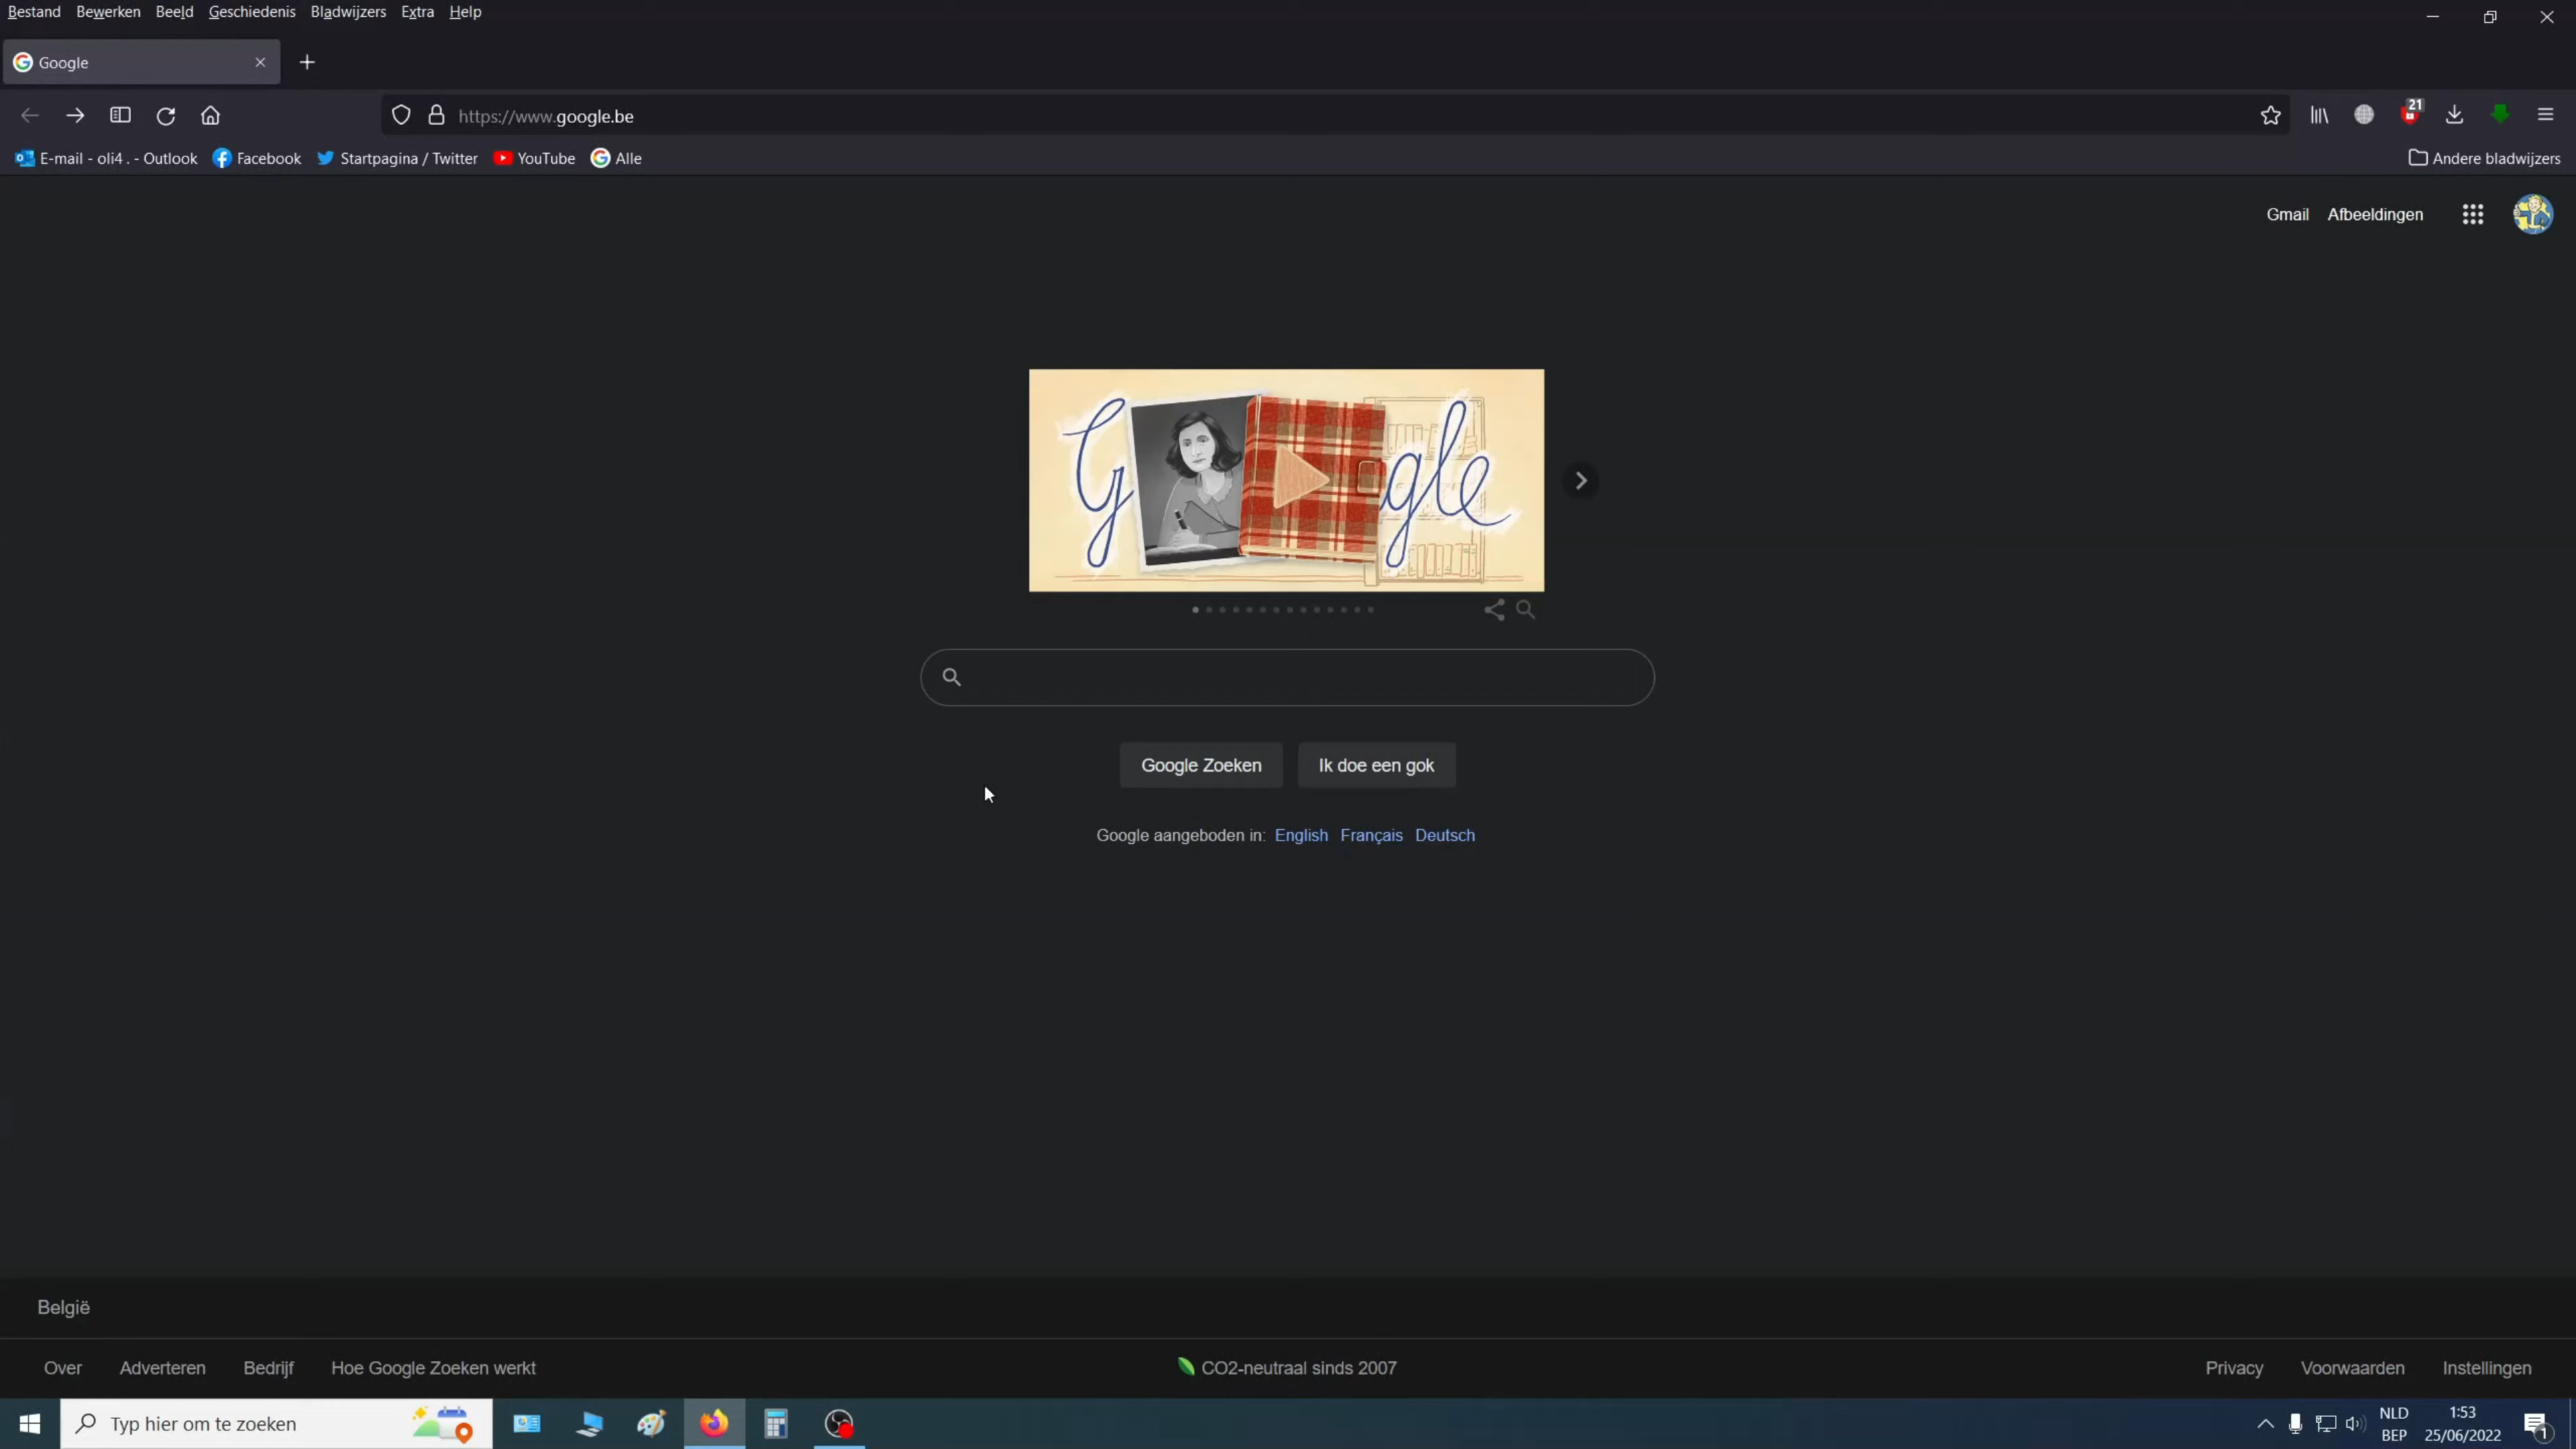 Bestand Bewerken Beeld Geschiedenis Bladwijzers Extra Help
Google
https://www.google.be
21
E-mail - oli4 . - Outlook Facebook Startpagina / Twitter YouTube Alle Andere bladwijzers
Gmail Afbeeldingen
G gle
Google Zoeken Ik doe een gok
Google aangeboden in: English Français Deutsch
België
Over Adverteren Bedrijf Hoe Google Zoeken werkt CO2-neutraal sinds 2007 Privacy Voorwaarden Instellingen
Typ hier om te zoeken
NLD 1:53
BEP 25/06/2022 1